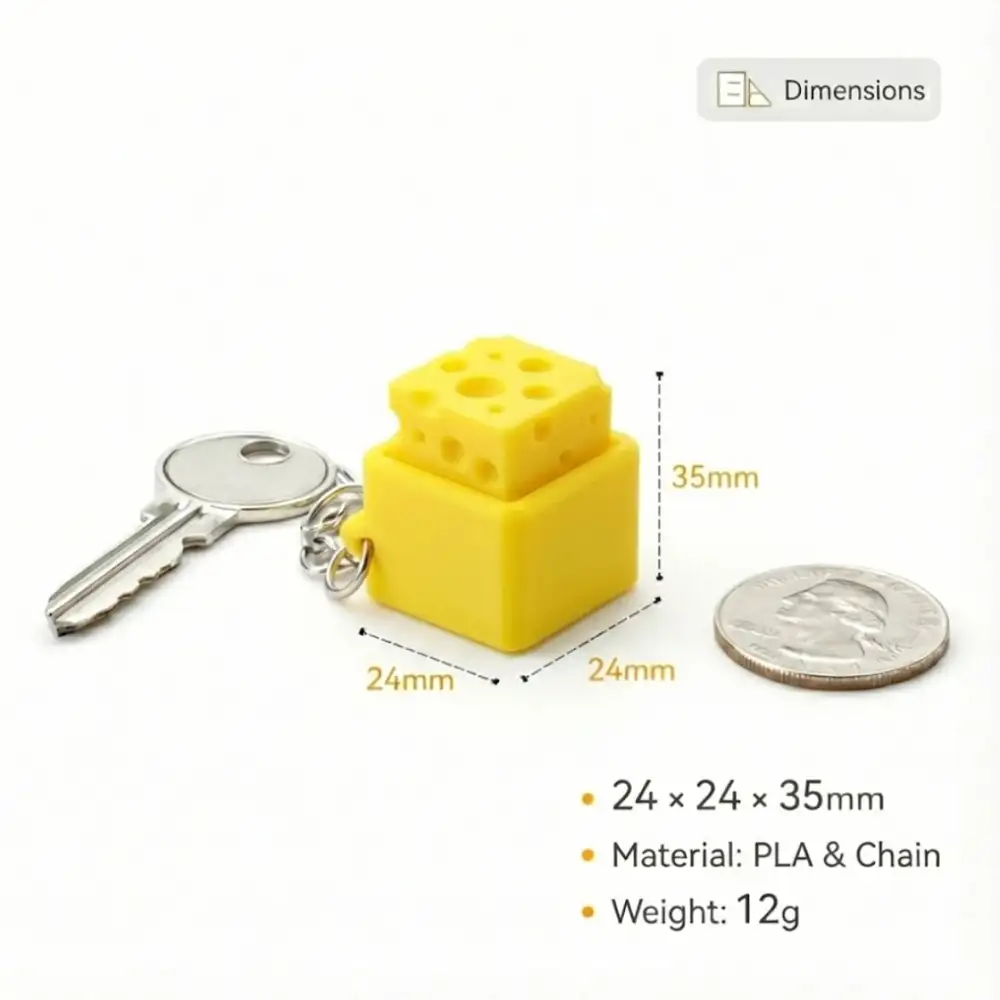 Dimensions
35mm
24mm
24mm
24 × 24 × 35mm
Material: PLA & Chain
Weight: 12g